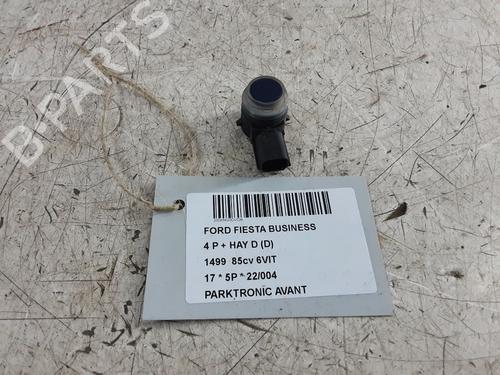 B-PARTS
FORD FIESTA BUSINESS
4 P + HAY D (D)
1499 85cv 6VIT
17 * 5P * 22/004
PARKTRONIC AVANT